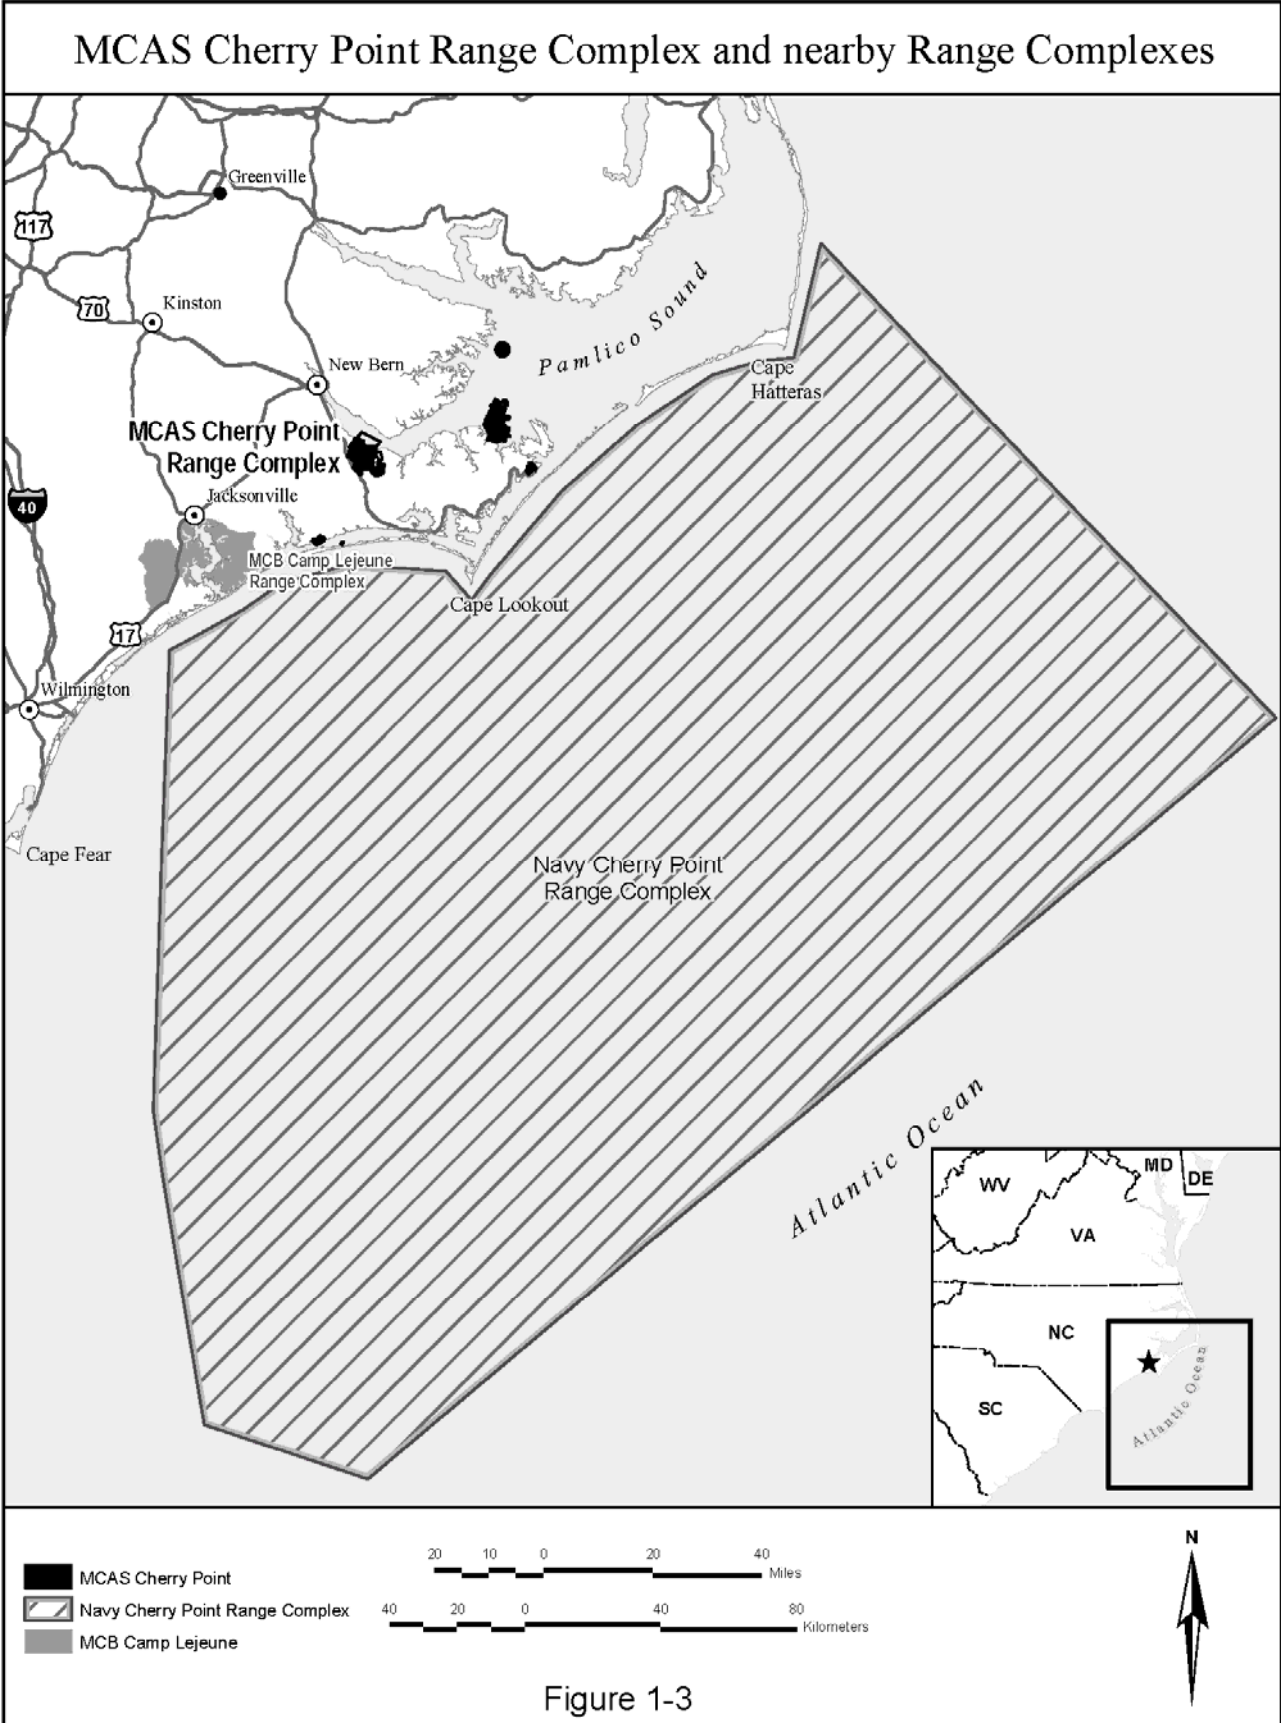 MCAS Cherry Point Range Complex and nearby Range Complexes
Greenville
117
70
Kinston
Pamlico Sound
New Bern
Cape
Hatteras
MCAS Cherry Point
Range Complex
Jacksonville
40
MCB Camp Lejeune
Range Complex
Cape Lookout
17
Wilmington
Cape Fear
Navy Cherry Point
Range Complex
Atlantic Ocean
MD
DE
WV
VA
NC
SC
Atlantic Ocean
MCAS Cherry Point
Navy Cherry Point Range Complex
MCB Camp Lejeune
20 10 0 20 40
Miles
40 20 0 40 80
Kilometers
N
Figure 1-3